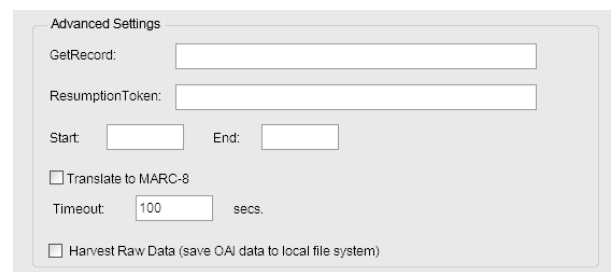 Advanced Settings
GetRecord:
ResumptionToken:
Start: End:
Translate to MARC-8
Timeout: 100 secs.
Harvest Raw Data (save OAI data to local file system)